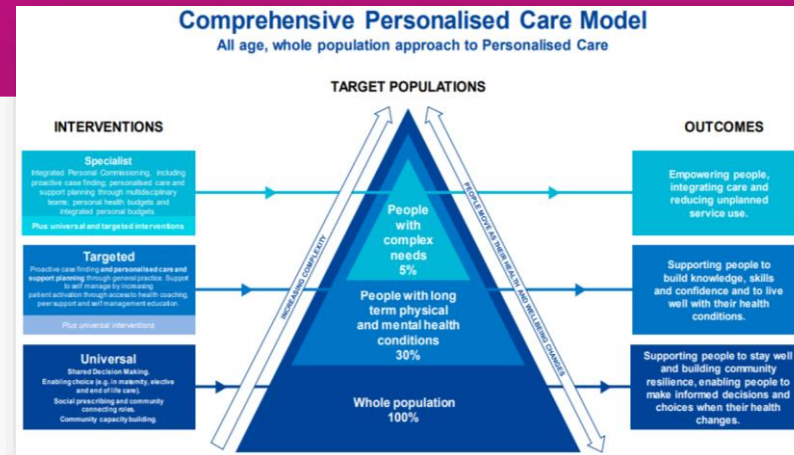 Comprehensive Personalised Care Model
All age, whole population approach to Personalised Care
TARGET POPULATIONS
INTERVENTIONS
Specialist
Integrated Personal Commissioning, including
proactive case finding; personalised care and
support planning through multidisciplinary
teams; personal health budgets and
integrated personal budgets.
Plus universal and targeted interventions
Targeted
Proactive case finding and personalised care and
support planning through general practice. Support
to self manage by increasing
patient activation through access to health coaching,
peer support and self management education.
Plus universal interventions
Universal
Shared Decision Making.
Enabling choice (e.g. in maternity, elective
and end of life care).
Social prescribing and community
connecting roles.
Community capacity building.
INCREASING COMPLEXITY
People
with
complex
needs
5%
People with long
term physical
and mental health
conditions
30%
Whole population
100%
PEOPLE MOVE AS THEIR HEALTH AND WELLBEING CHANGES
OUTCOMES
Empowering people,
integrating care and
reducing unplanned
service use.
Supporting people to
build knowledge, skills
and confidence and to live
well with their health
conditions.
Supporting people to stay well
and building community
resilience, enabling people to
make informed decisions and
choices when their health
changes.